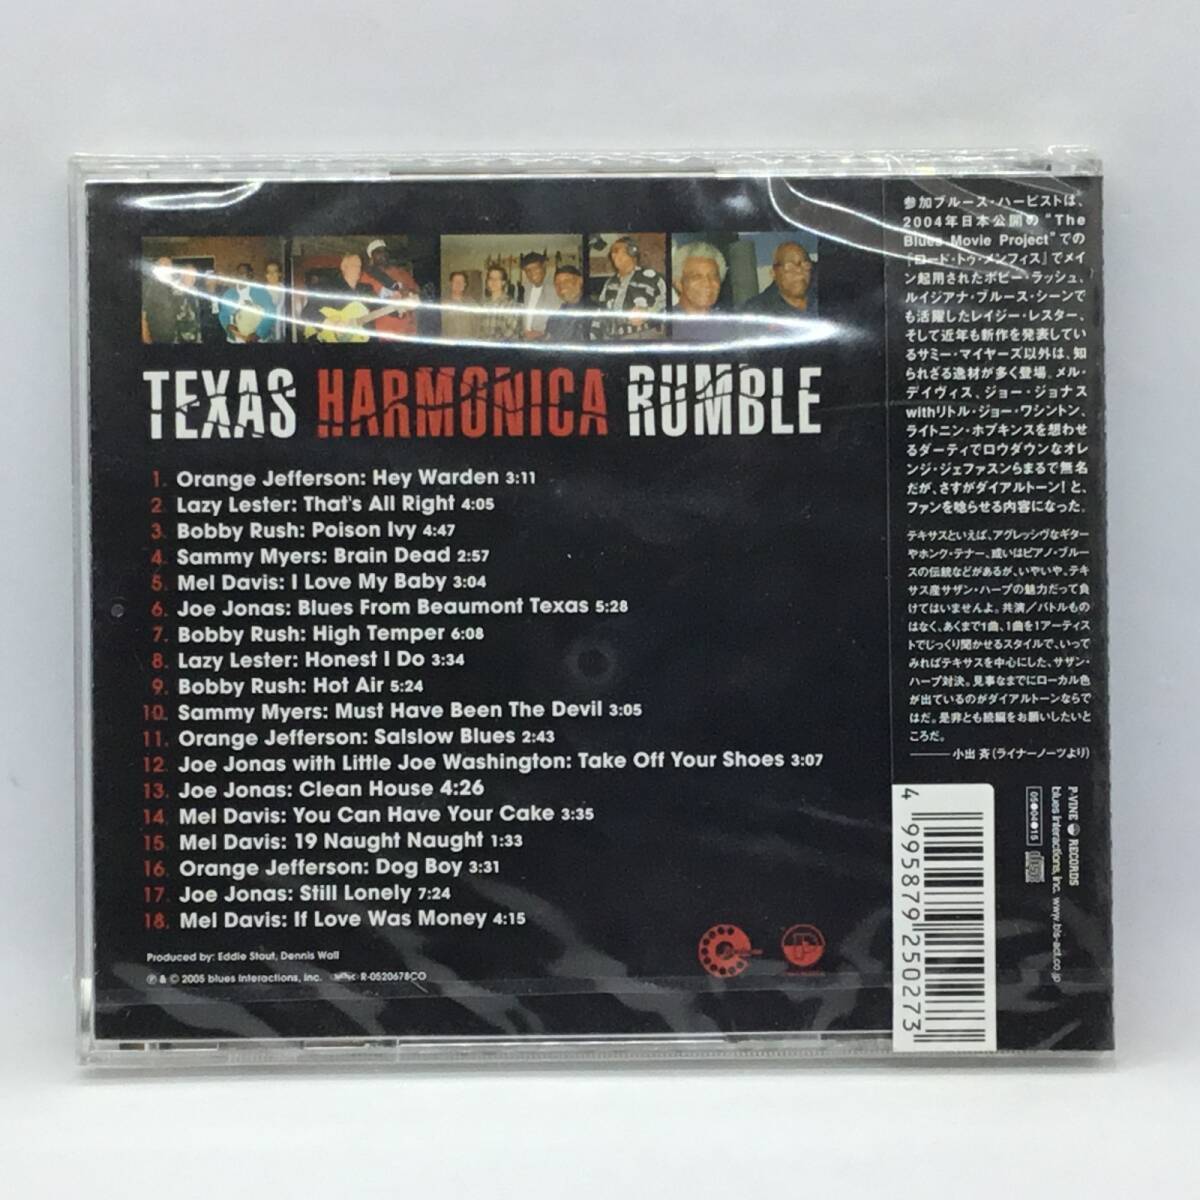 TEXAS HARMONICA RUMBLE
1. Orange Jefferson: Hey Warden 3:11
2. Lazy Lester: That's All Right 4:05
3. Bobby Rush: Poison Ivy 4:47
4. Sammy Myers: Brain Dead 2:57
5. Mel Davis: I Love My Baby 3:04
6. Joe Jonas: Blues From Beaumont Texas 5:28
7. Bobby Rush: High Temper 6:08
8. Lazy Lester: Honest I Do 3:34
9. Bobby Rush: Hot Air 5:24
10. Sammy Myers: Must Have Been The Devil 3:05
11. Orange Jefferson: Salslow Blues 2:43
12. Joe Jonas with Little Joe Washington: Take Off Your Shoes 3:07
13. Joe Jonas: Clean House 4:26
14. Mel Davis: You Can Have Your Cake 3:35
15. Mel Davis: 19 Naught Naught 1:33
16. Orange Jefferson: Dog Boy 3:31
17. Joe Jonas: Still Lonely 7:24
18. Mel Davis: If Love Was Money 4:15
Produced by: Eddie Stout, Dennis Wall
℗ & © 2005 blues interactions, inc. R-0520678CO
参加ブルース・ハーピストは、
2004年日本公開の"The
Blues Movie Project"での
『ロード・トゥ・メンフィス』でメイ
ン起用されたボビー・ラッシュ、
ルイジアナ・ブルース・シーンで
も活躍したレイジー・レスター、
そして近年も新作を発表してい
るサミー・マイヤーズ以外は、知
られざる逸材が多く登場。メル・
デイヴィス、ジョー・ジョナス
withリトル・ジョー・ワシントン、
ライトニン・ホプキンスを想わせ
るダーティでロウダウンなオレ
ンジ・ジェファスンらまるで無名
だが、さすがダイアルトーン！と、
ファンを唸らせる内容になった。
テキサスといえば、アグレッシヴなギター
やホンク・テナー、或いはピアノ・ブルー
スの伝統などがあるが、いやいや、テキ
サス産サザン・ハープの魅力だって負
けてはいませんよ。共演／バトルもの
はなく、あくまで1曲、1曲を1アーティス
トでじっくり聞かせるスタイルで、いって
みればテキサスを中心にした、サザン・
ハープ対決。見事なまでにローカル色
が出ているのがダイアルトーンならで
はだ。是非とも続編をお願いしたいと
ころだ。
——— 小出 斉（ライナーノーツより）
P-VINE RECORDS
blues interactions, inc. www.bls-act.co.jp
05●04●15
4 995879 250273